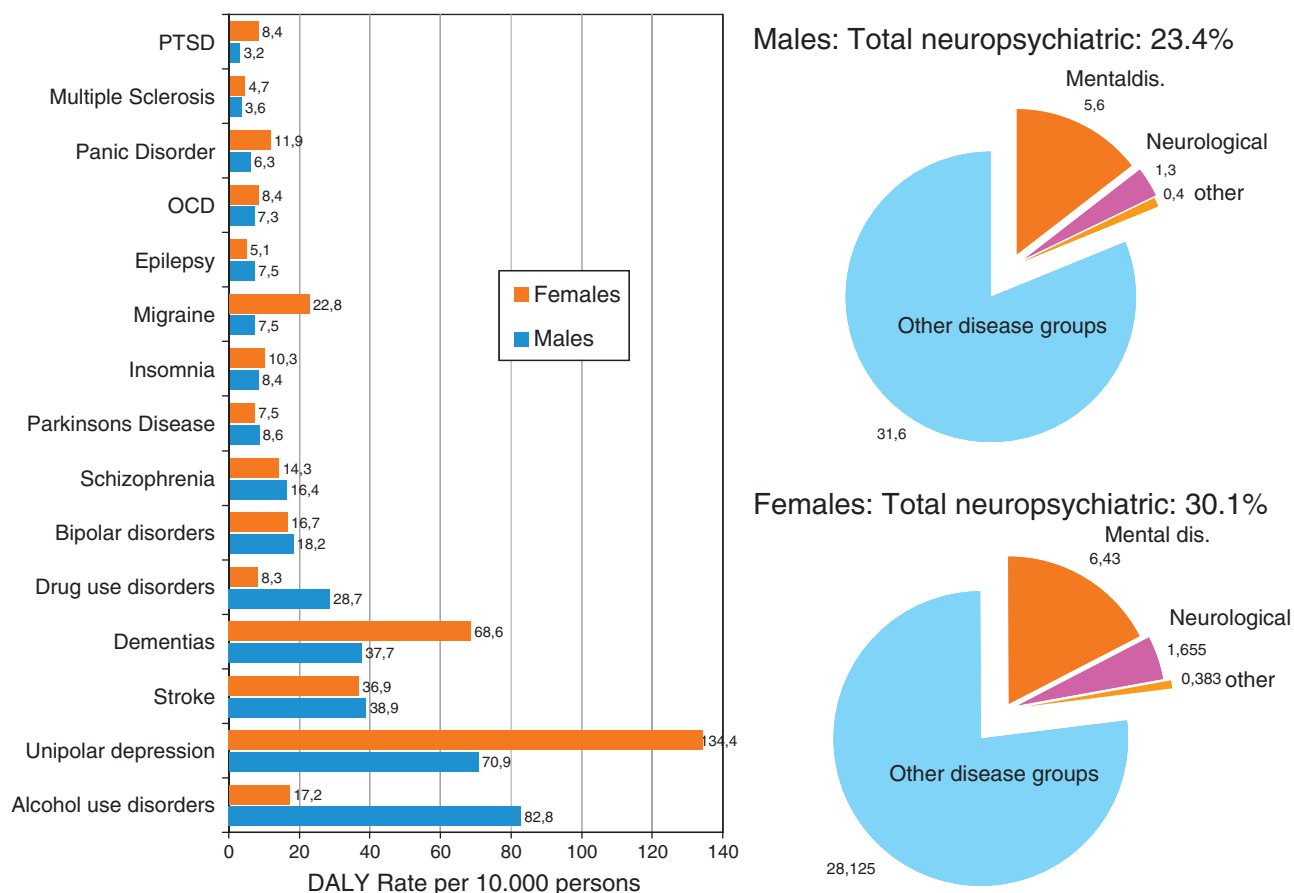 PTSD
8,4
3,2
Multiple Sclerosis
4,7
3,6
Panic Disorder
11,9
6,3
OCD
8,4
7,3
Epilepsy
5,1
7,5
Migraine
22,8
7,5
Insomnia
10,3
8,4
Parkinsons Disease
7,5
8,6
Schizophrenia
14,3
16,4
Bipolar disorders
16,7
18,2
Drug use disorders
8,3
28,7
Dementias
68,6
37,7
Stroke
36,9
38,9
Unipolar depression
134,4
70,9
Alcohol use disorders
17,2
82,8
0 20 40 60 80 100 120 140
DALY Rate per 10.000 persons
Females
Males
Males: Total neuropsychiatric: 23.4%
Mentaldis.
5,6
Neurological
1,3
0,4 other
Other disease groups
31,6
Females: Total neuropsychiatric: 30.1%
Mental dis.
6,43
Neurological
1,655
0,383 other
Other disease groups
28,125